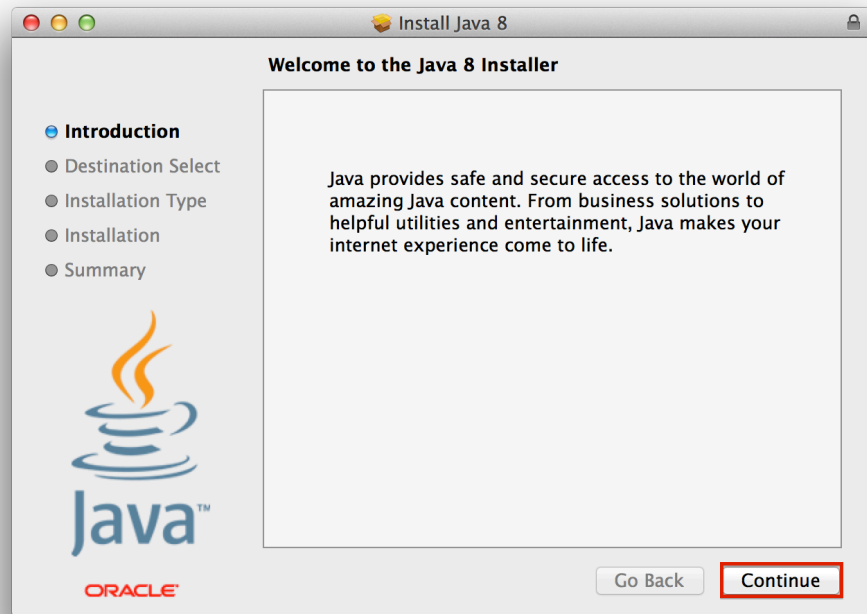 Install Java 8
Welcome to the Java 8 Installer
Introduction
Destination Select
Installation Type
Installation
Summary
Java provides safe and secure access to the world of
amazing Java content. From business solutions to
helpful utilities and entertainment, Java makes your
internet experience come to life.
Java™
ORACLE®
Go Back
Continue